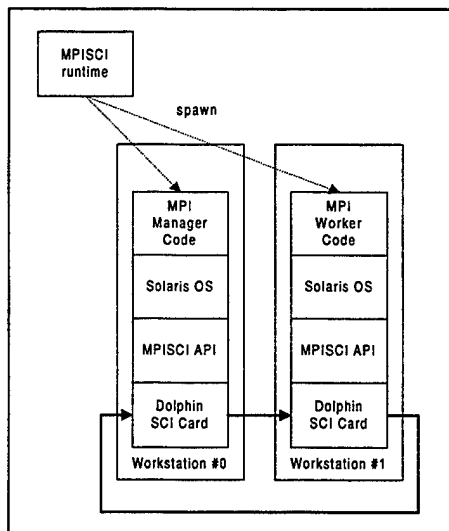 MPISCI
runtime
spawn
MPI
Manager
Code
Solaris OS
MPISCI API
Dolphin
SCI Card
Workstation #0
MPI
Worker
Code
Solaris OS
MPISCI API
Dolphin
SCI Card
Workstation #1